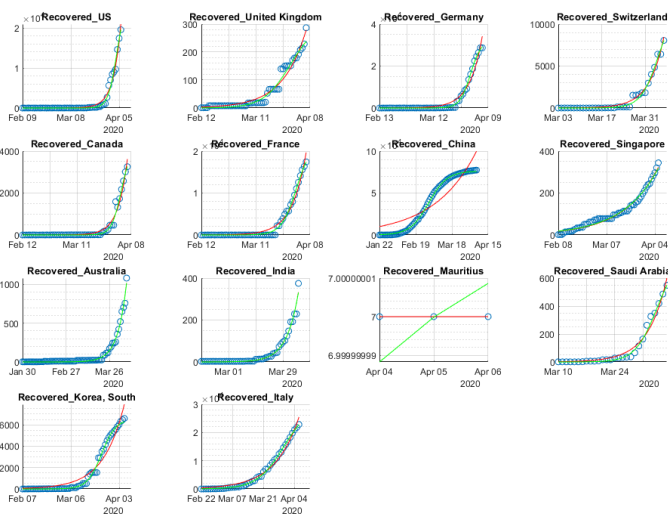 Recovered_US
Recovered_United Kingdom
Recovered_Germany
Recovered_Switzerland
2
1
0
Feb 09 Mar 08 Apr 05
2020
300
200
100
0
Feb 12 Mar 11 Apr 08
2020
4
2
0
Feb 13 Mar 12 Apr 09
2020
10000
5000
0
Mar 03 Mar 17 Mar 31
2020
Recovered_Canada
Recovered_France
Recovered_China
Recovered_Singapore
4000
2000
0
Feb 12 Mar 11 Apr 08
2020
2
1
0
Feb 12 Mar 11 Apr 08
2020
10
5
0
Jan 22 Feb 19 Mar 18 Apr 15
2020
400
200
0
Feb 08 Mar 07 Apr 04
2020
Recovered_Australia
Recovered_India
Recovered_Mauritius
Recovered_Saudi Arabia
1000
500
0
Jan 30 Feb 27 Mar 26
2020
400
200
0
Mar 01 Mar 29
2020
7.00000001
7
6.99999999
Apr 04 Apr 05 Apr 06
2020
600
400
200
0
Mar 10 Mar 24
2020
Recovered_Korea, South
Recovered_Italy
6000
4000
2000
0
Feb 07 Mar 06 Apr 03
2020
3
2
1
0
Feb 22 Mar 07 Mar 21 Apr 04
2020